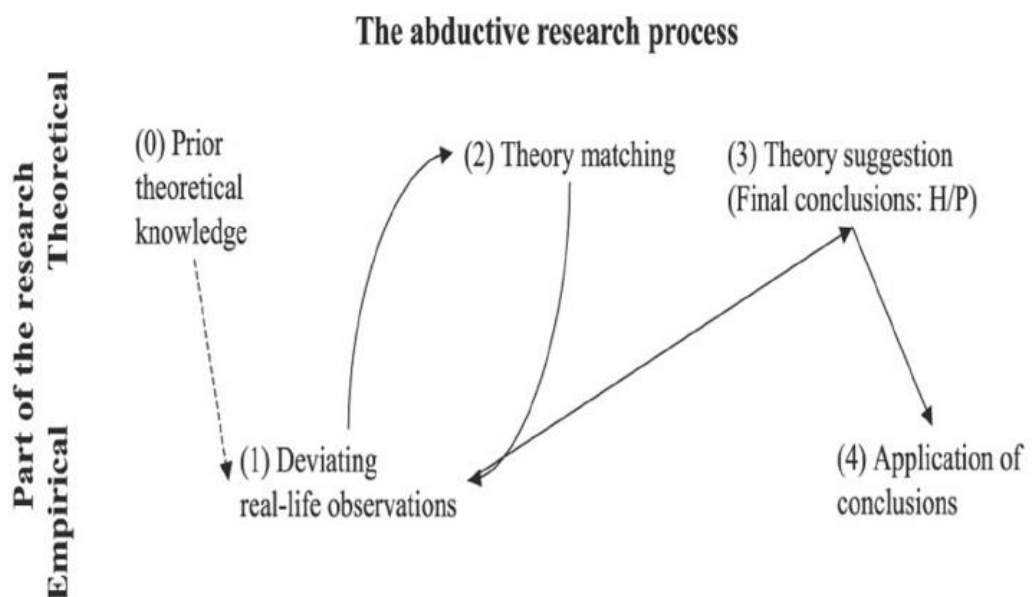 The abductive research process
Part of the research
Theoretical
Empirical
(0) Prior
theoretical
knowledge
(2) Theory matching
(3) Theory suggestion
(Final conclusions: H/P)
(1) Deviating
real-life observations
(4) Application of
conclusions